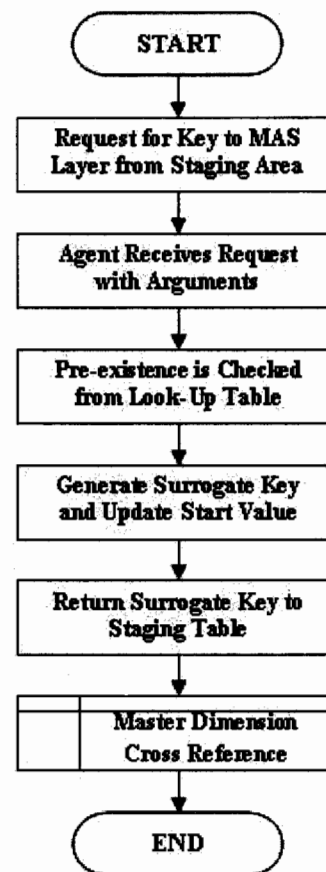 START
Request for Key to MAS
Layer from Staging Area
Agent Receives Request
with Arguments
Pre-existence is Checked
from Look-Up Table
Generate Surrogate Key
and Update Start Value
Return Surrogate Key to
Staging Table
Master Dimension
Cross Reference
END